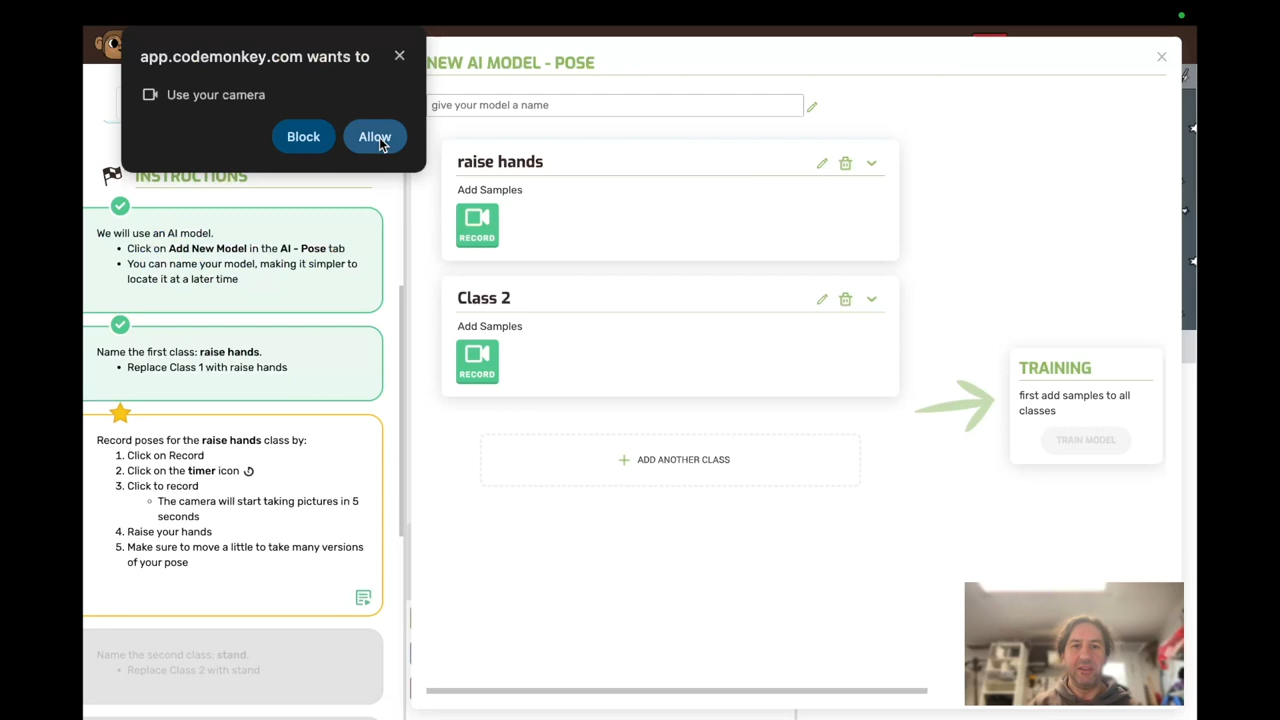 app.codemonkey.com wants to
Use your camera
Block
Allow
NEW AI MODEL - POSE
give your model a name
raise hands
Add Samples
RECORD
Class 2
Add Samples
RECORD
ADD ANOTHER CLASS
TRAINING
first add samples to all
classes
TRAIN MODEL
INSTRUCTIONS
We will use an AI model.
• Click on Add New Model in the AI - Pose tab
• You can name your model, making it simpler to
locate it at a later time
Name the first class: raise hands.
• Replace Class 1 with raise hands
Record poses for the raise hands class by:
1. Click on Record
2. Click on the timer icon
3. Click to record
◦ The camera will start taking pictures in 5
seconds
4. Raise your hands
5. Make sure to move a little to take many versions
of your pose
Name the second class: stand.
• Replace Class 2 with stand